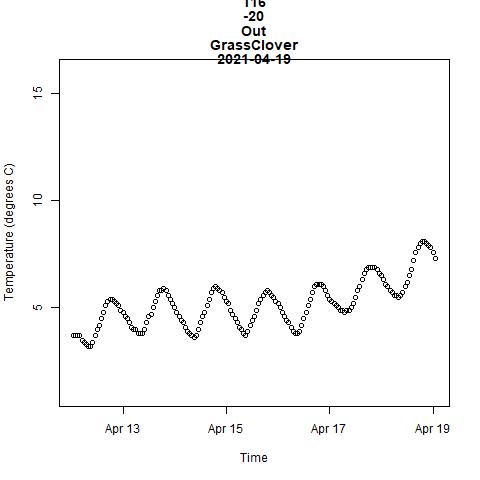 T16
-20
Out
GrassClover
2021-04-19
15
10
5
Temperature (degrees C)
Apr 13
Apr 15
Apr 17
Apr 19
Time